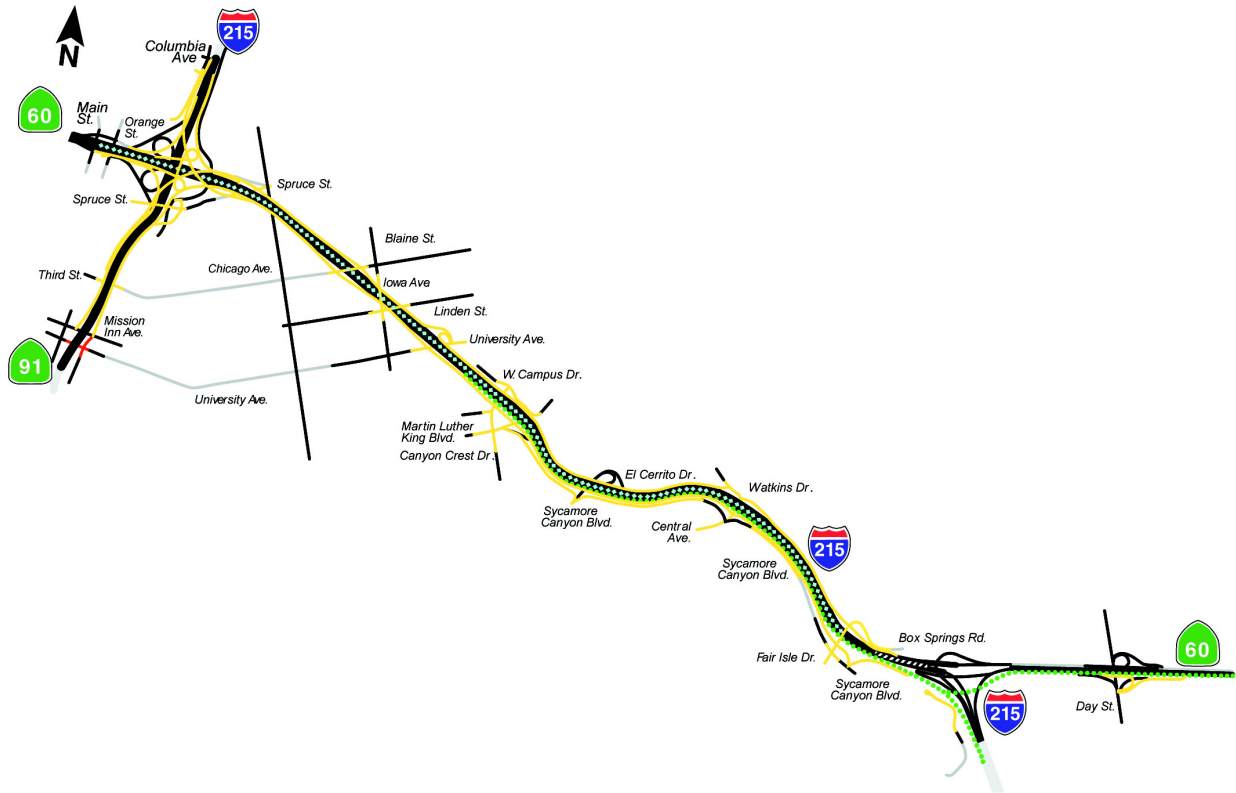 N
Columbia
Ave
215
60
Main
St.
Orange
St.
Spruce St.
Spruce St.
Blaine St.
Chicago Ave.
Iowa Ave
Third St.
Linden St.
Mission
Inn Ave.
University Ave.
91
W. Campus Dr.
University Ave.
Martin Luther
King Blvd.
Canyon Crest Dr.
El Cerrito Dr.
Watkins Dr.
Sycamore
Canyon Blvd.
Central
Ave.
215
Sycamore
Canyon Blvd.
Box Springs Rd.
60
Fair Isle Dr.
Sycamore
Canyon Blvd.
215
Day St.